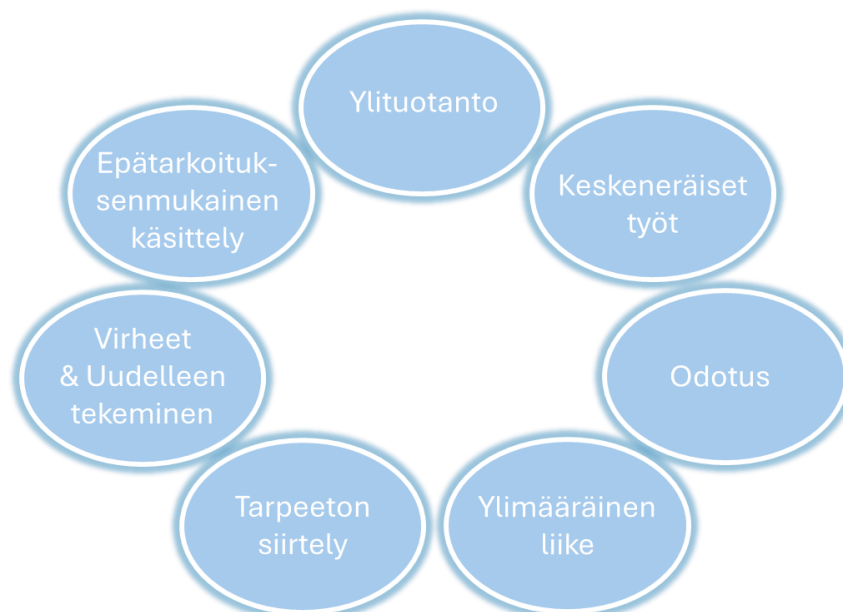 Ylituotanto
Keskeneräiset
työt
Odotus
Ylimääräinen
liike
Tarpeeton
siirtely
Virheet
& Uudelleen
tekeminen
Epätarkoituk-
senmukainen
käsittely